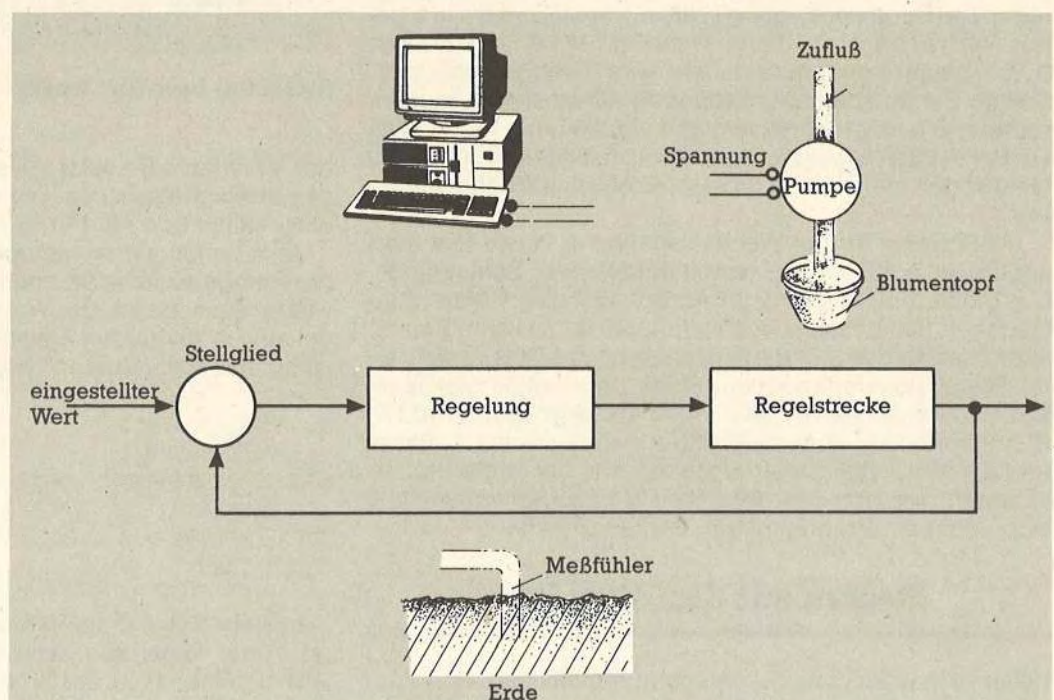 Zufluß
Spannung
Pumpe
Blumentopf
Stellglied
eingestellter
Wert
Regelung
Regelstrecke
Meßfühler
Erde